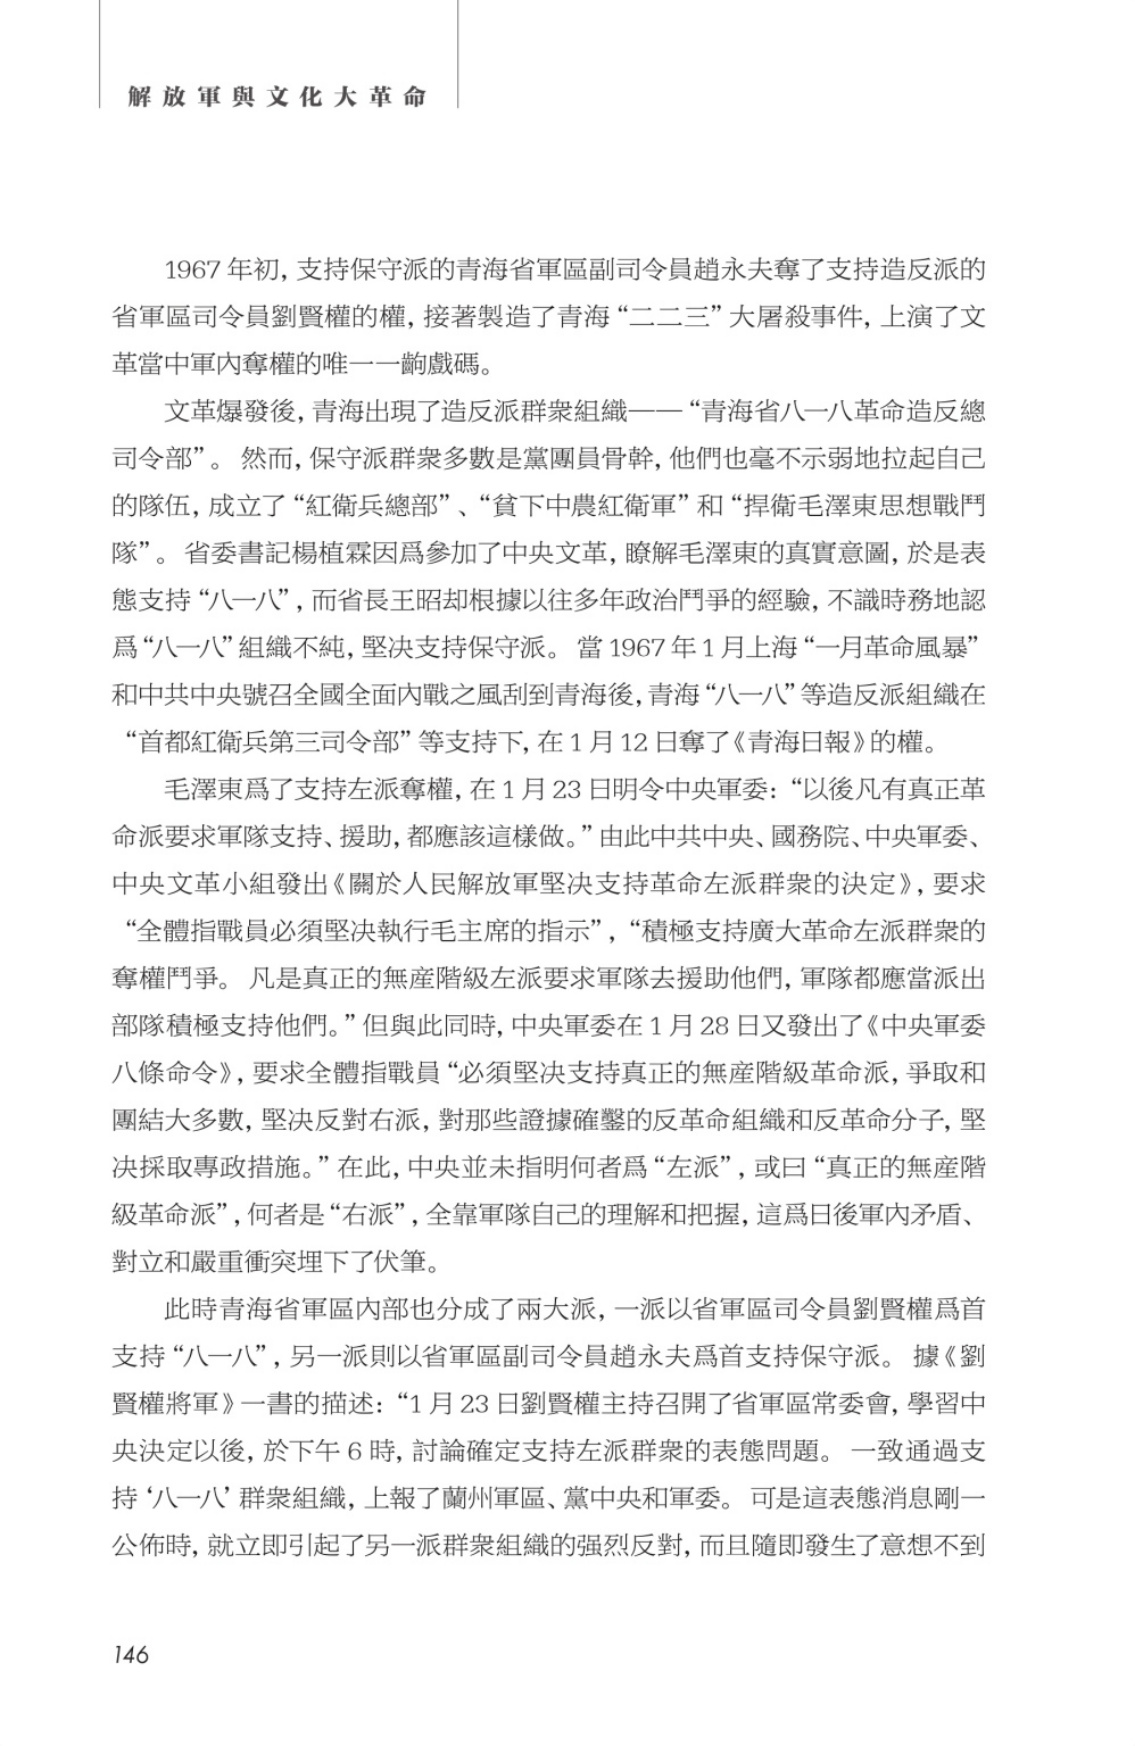 解放軍與文化大革命
1967 年初，支持保守派的青海省軍區副司令員趙永夫奪了支持造反派的
省軍區司令員劉賢權的權，接著製造了青海“二二三”大屠殺事件，上演了文
革當中軍內奪權的唯一一齣戲碼。
文革爆發後，青海出現了造反派群衆組織——“青海省八一八革命造反總
司令部”。然而，保守派群衆多數是黨團員骨幹，他們也毫不示弱地拉起自己
的隊伍，成立了“紅衛兵總部”、“貧下中農紅衛軍”和“捍衛毛澤東思想戰鬥
隊”。省委書記楊植霖因爲參加了中央文革，瞭解毛澤東的真實意圖，於是表
態支持“八一八”，而省長王昭却根據以往多年政治鬥爭的經驗，不識時務地認
爲“八一八”組織不純，堅决支持保守派。當 1967 年 1 月上海“一月革命風暴”
和中共中央號召全國全面內戰之風刮到青海後，青海“八一八”等造反派組織在
“首都紅衛兵第三司令部”等支持下，在 1 月 12 日奪了《青海日報》的權。
毛澤東爲了支持左派奪權，在 1 月 23 日明令中央軍委：“以後凡有真正革
命派要求軍隊支持、援助，都應該這樣做。”由此中共中央、國務院、中央軍委、
中央文革小組發出《關於人民解放軍堅决支持革命左派群衆的決定》，要求
“全體指戰員必須堅决執行毛主席的指示”，“積極支持廣大革命左派群衆的
奪權鬥爭。凡是真正的無産階級左派要求軍隊去援助他們，軍隊都應當派出
部隊積極支持他們。”但與此同時，中央軍委在 1 月 28 日又發出了《中央軍委
八條命令》，要求全體指戰員“必須堅决支持真正的無産階級革命派，爭取和
團結大多數，堅决反對右派，對那些證據確鑿的反革命組織和反革命分子，堅
决採取專政措施。”在此，中央並未指明何者爲“左派”，或曰“真正的無産階
級革命派”，何者是“右派”，全靠軍隊自己的理解和把握，這爲日後軍內矛盾、
對立和嚴重衝突埋下了伏筆。
此時青海省軍區內部也分成了兩大派，一派以省軍區司令員劉賢權爲首
支持“八一八”，另一派則以省軍區副司令員趙永夫爲首支持保守派。據《劉
賢權將軍》一書的描述：“1 月 23 日劉賢權主持召開了省軍區常委會，學習中
央決定以後，於下午 6 時，討論確定支持左派群衆的表態問題。一致通過支
持‘八一八’群衆組織，上報了蘭州軍區、黨中央和軍委。可是這表態消息剛一
公佈時，就立即引起了另一派群衆組織的强烈反對，而且隨即發生了意想不到
146